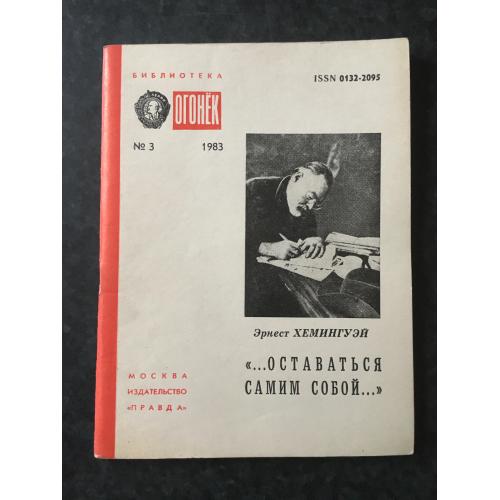 БИБЛИОТЕКА
ISSN 0132-2095
ОГОНЁК
№ 3 1983
Эрнест ХЕМИНГУЭЙ
«...ОСТАВАТЬСЯ
САМИМ СОБОЙ...»
МОСКВА
ИЗДАТЕЛЬСТВО
«ПРАВДА»